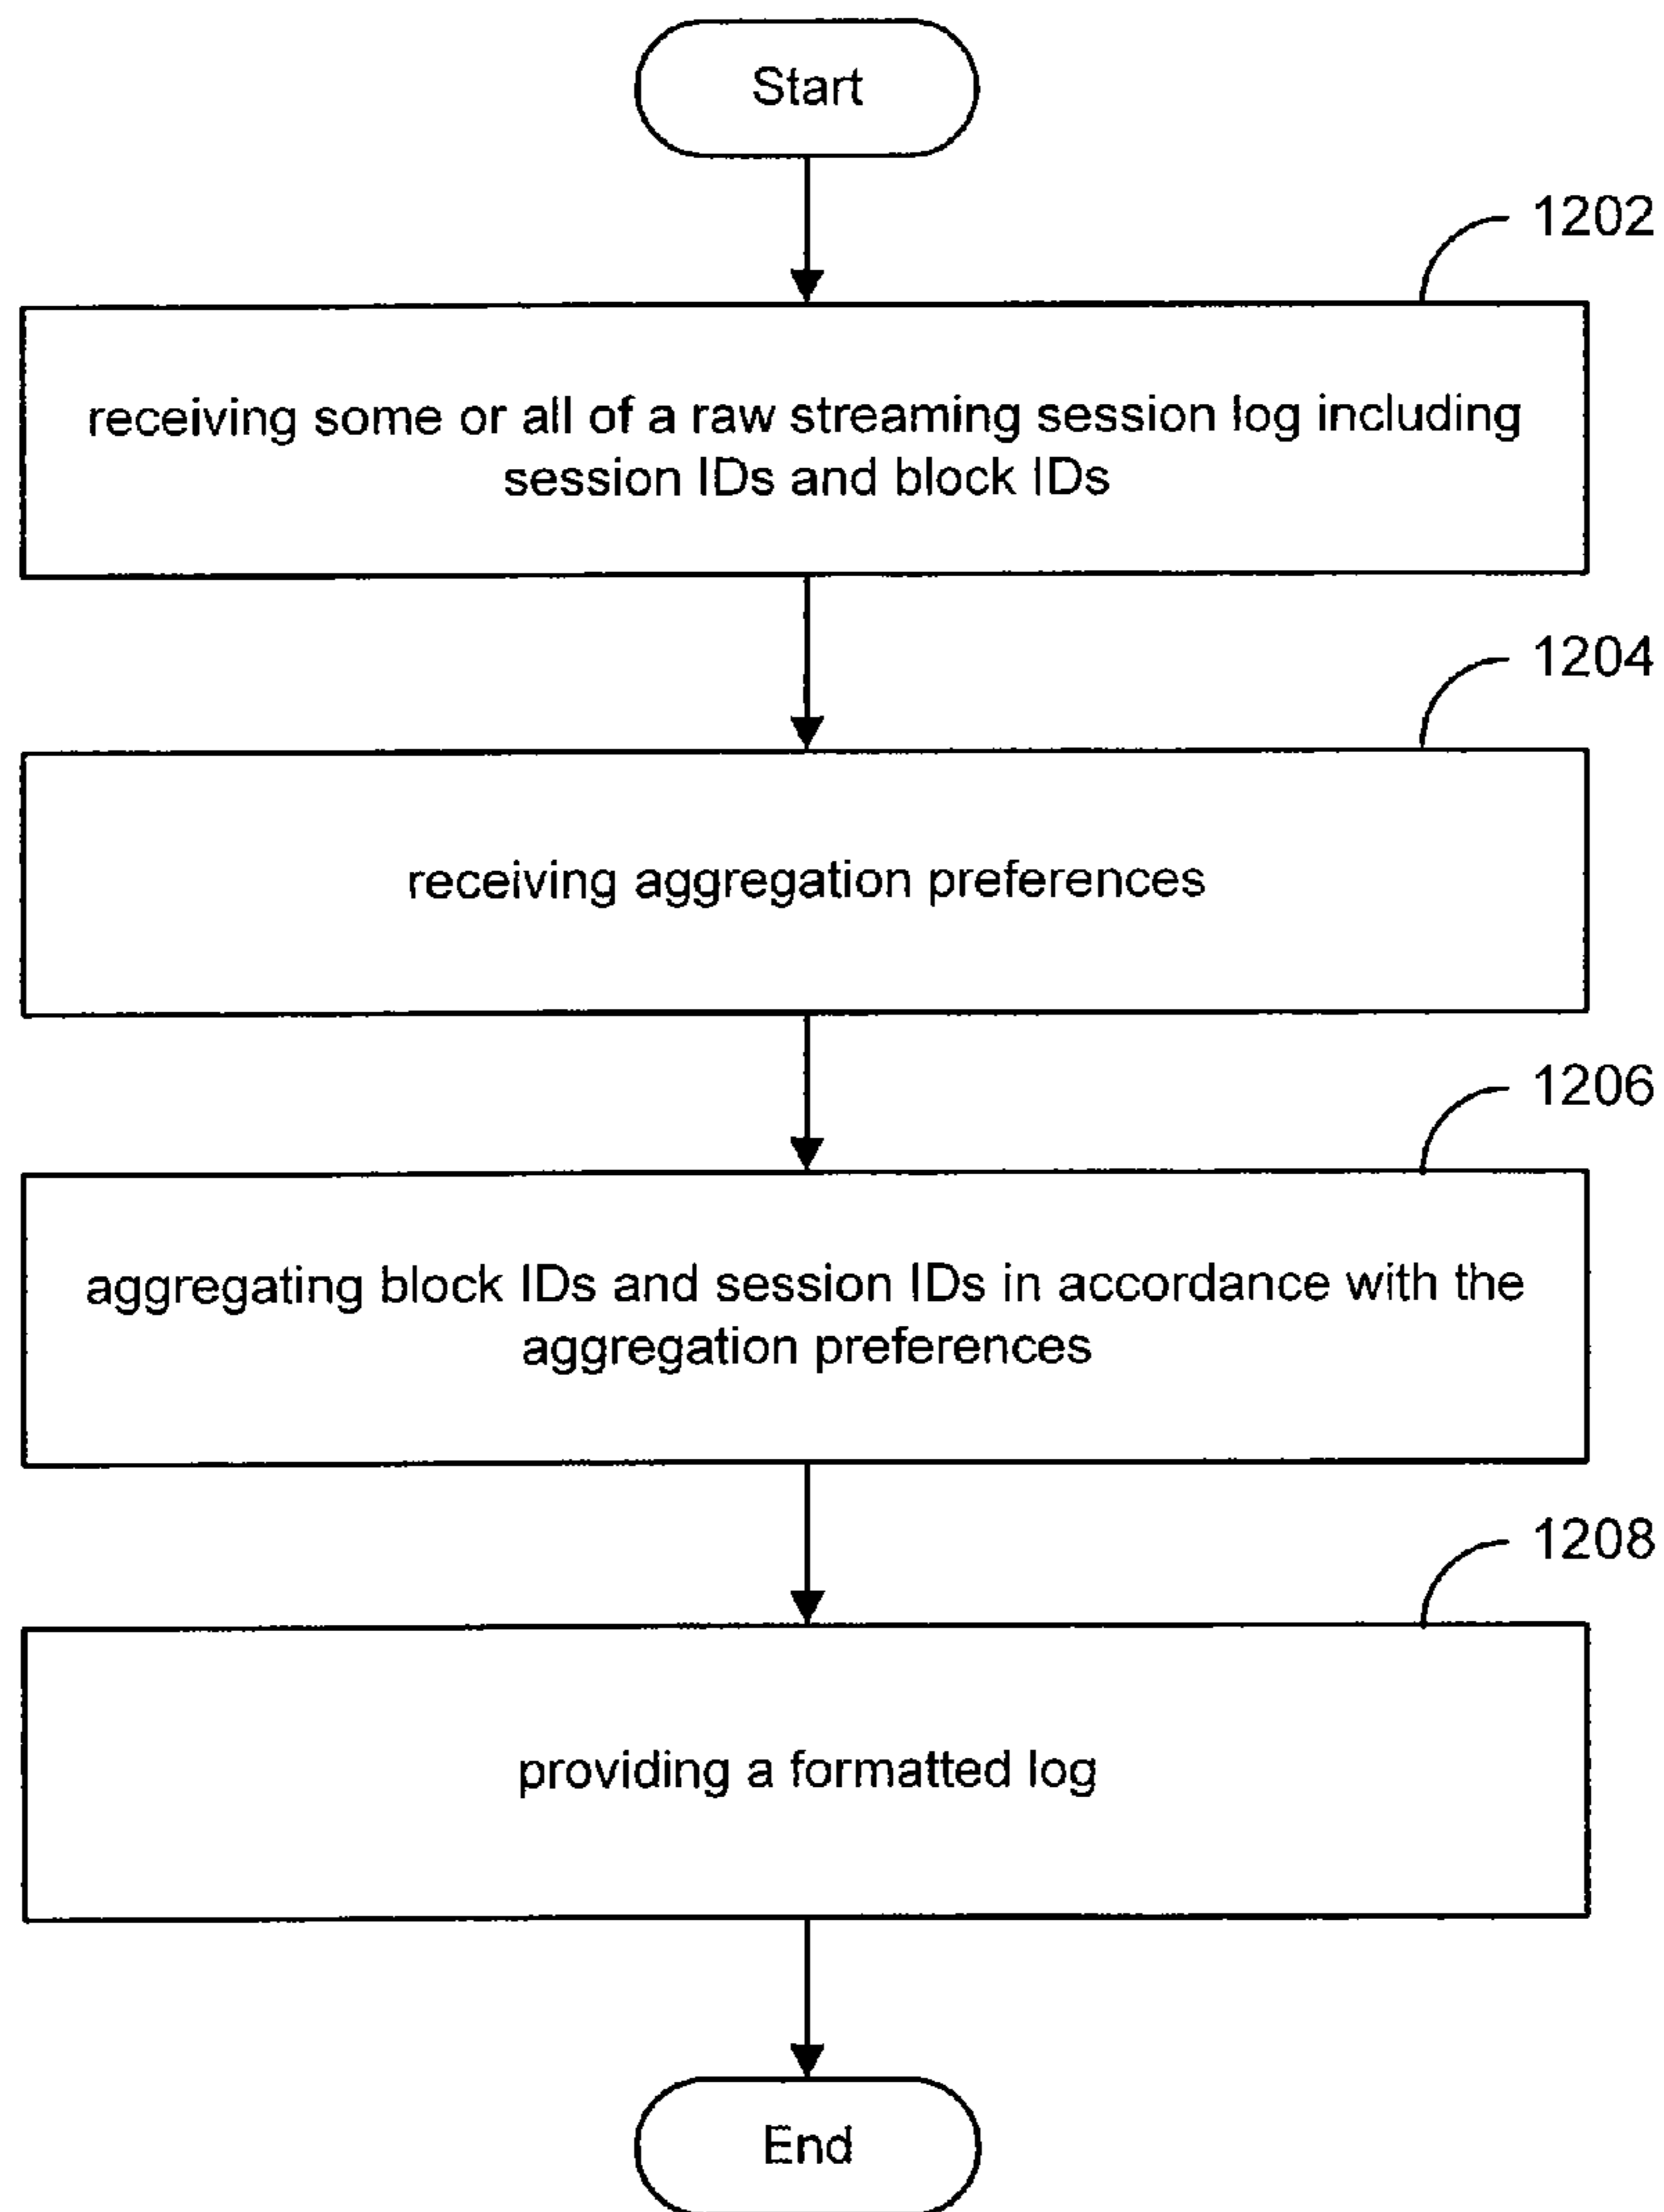 Start
1202
receiving some or all of a raw streaming session log including
session IDs and block IDs
1204
receiving aggregation preferences
1206
aggregating block IDs and session IDs in accordance with the
aggregation preferences
1208
providing a formatted log
End